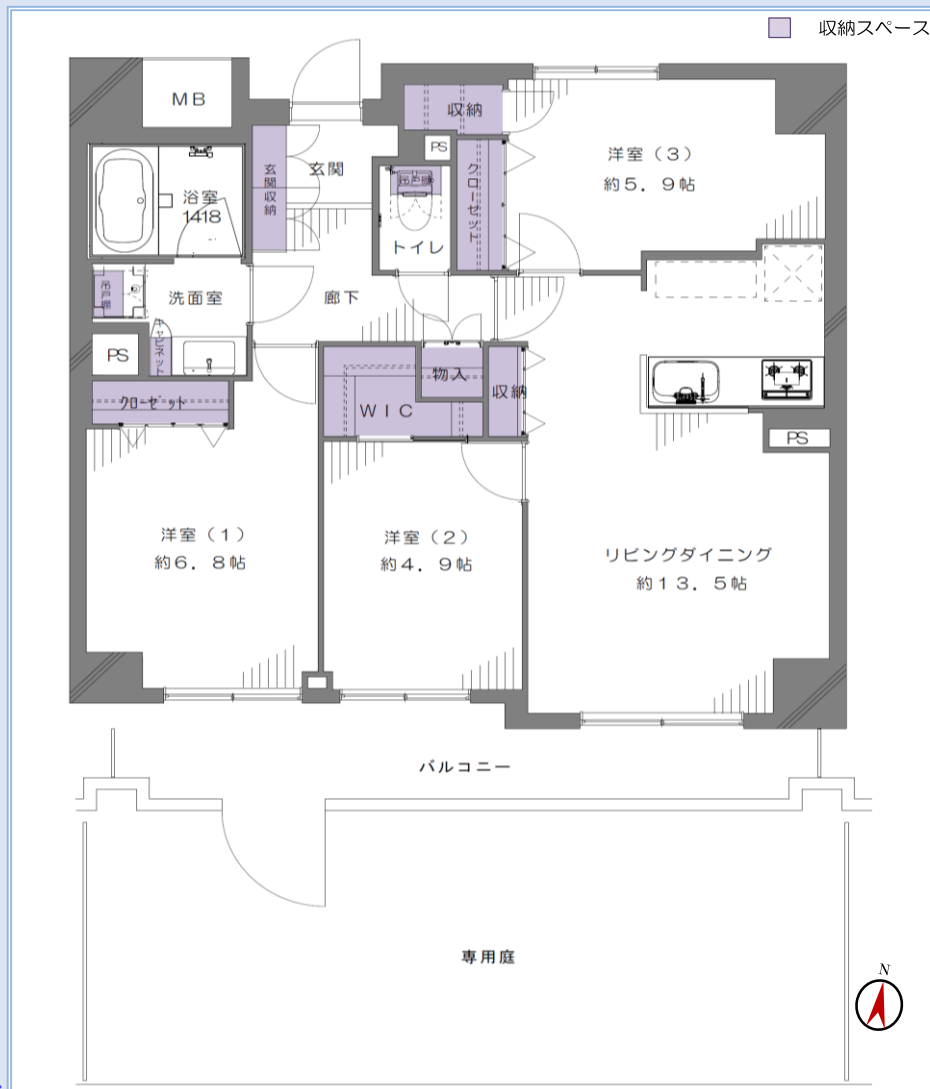 収納スペース
MB
収納
PS
洋室（3）
約5．9帖
玄関
玄関収納
クローゼット
吊戸棚
浴室
1418
トイレ
洗面室
廊下
吊戸棚
キャビネット
PS
物入
収納
WIC
クローゼット
PS
洋室（1）
約6．8帖
洋室（2）
約4．9帖
リビングダイニング
約13．5帖
バルコニー
専用庭
N